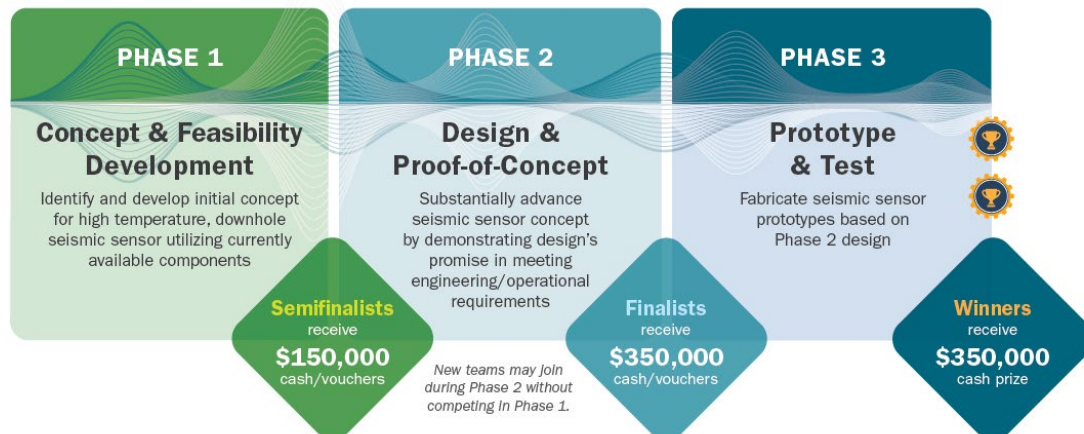 PHASE 1
Concept & Feasibility
Development
Identify and develop initial concept
for high temperature, downhole
seismic sensor utilizing currently
available components
Semifinalists
receive
$150,000
cash/vouchers
PHASE 2
Design &
Proof-of-Concept
Substantially advance
seismic sensor concept
by demonstrating design’s
promise in meeting
engineering/operational
requirements
New teams may join
during Phase 2 without
competing in Phase 1.
Finalists
receive
$350,000
cash/vouchers
PHASE 3
Prototype
& Test
Fabricate seismic sensor
prototypes based on
Phase 2 design
Winners
receive
$350,000
cash prize